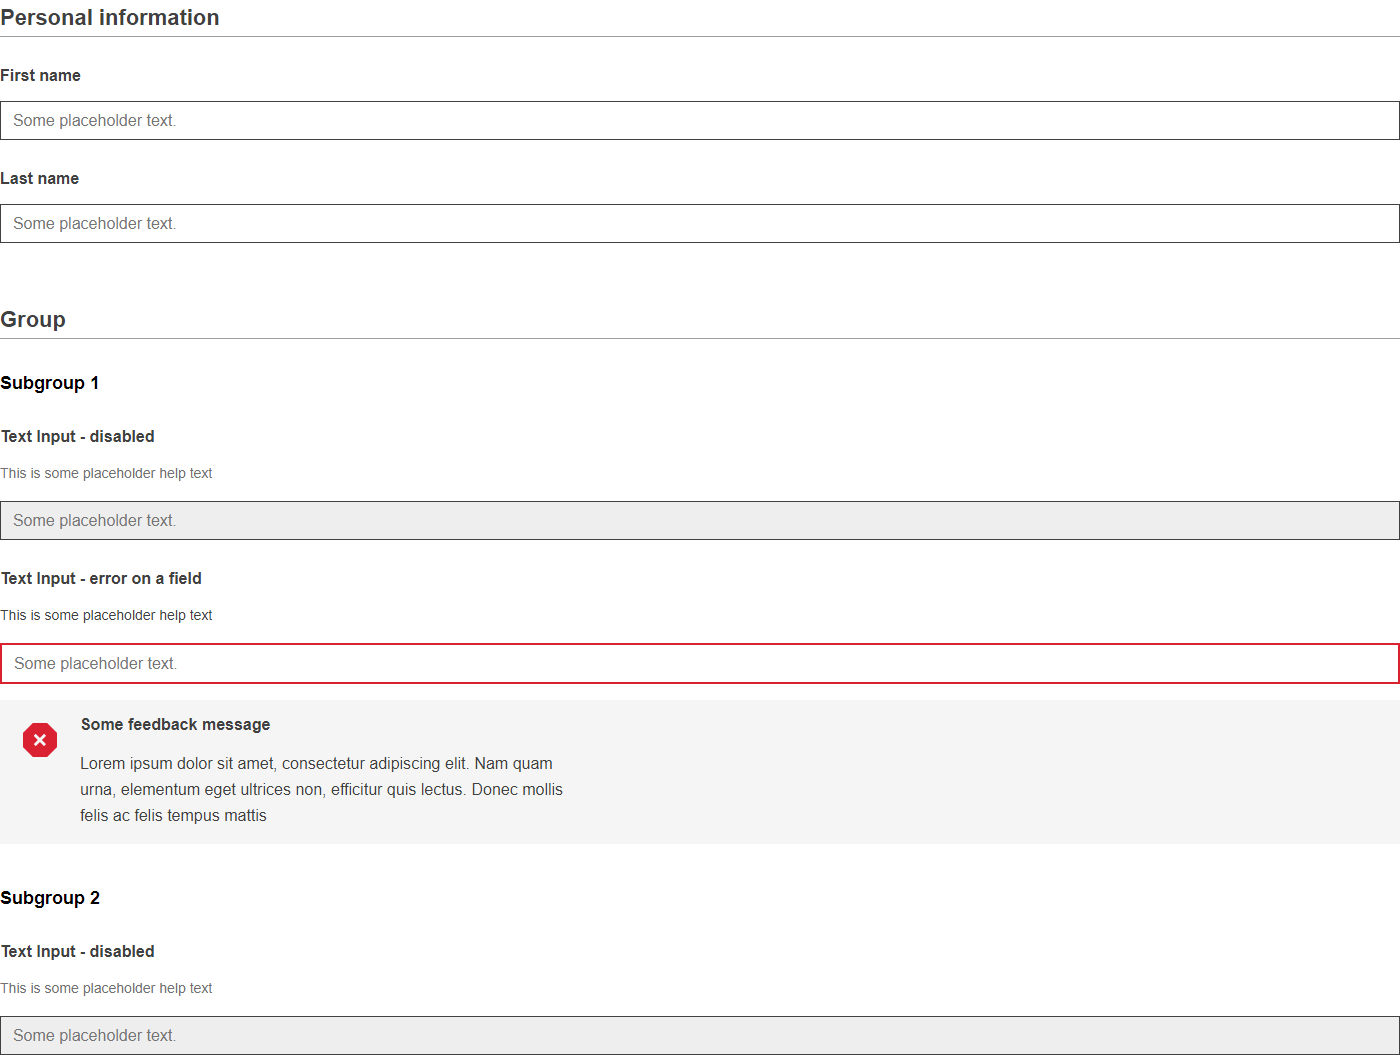 Personal information
First name
Some placeholder text.
Last name
Some placeholder text.
Group
Subgroup 1
Text Input - disabled
This is some placeholder help text
Some placeholder text.
Text Input - error on a field
This is some placeholder help text
Some placeholder text.
Some feedback message
Lorem ipsum dolor sit amet, consectetur adipiscing elit. Nam quam
urna, elementum eget ultrices non, efficitur quis lectus. Donec mollis
felis ac felis tempus mattis
Subgroup 2
Text Input - disabled
This is some placeholder help text
Some placeholder text.